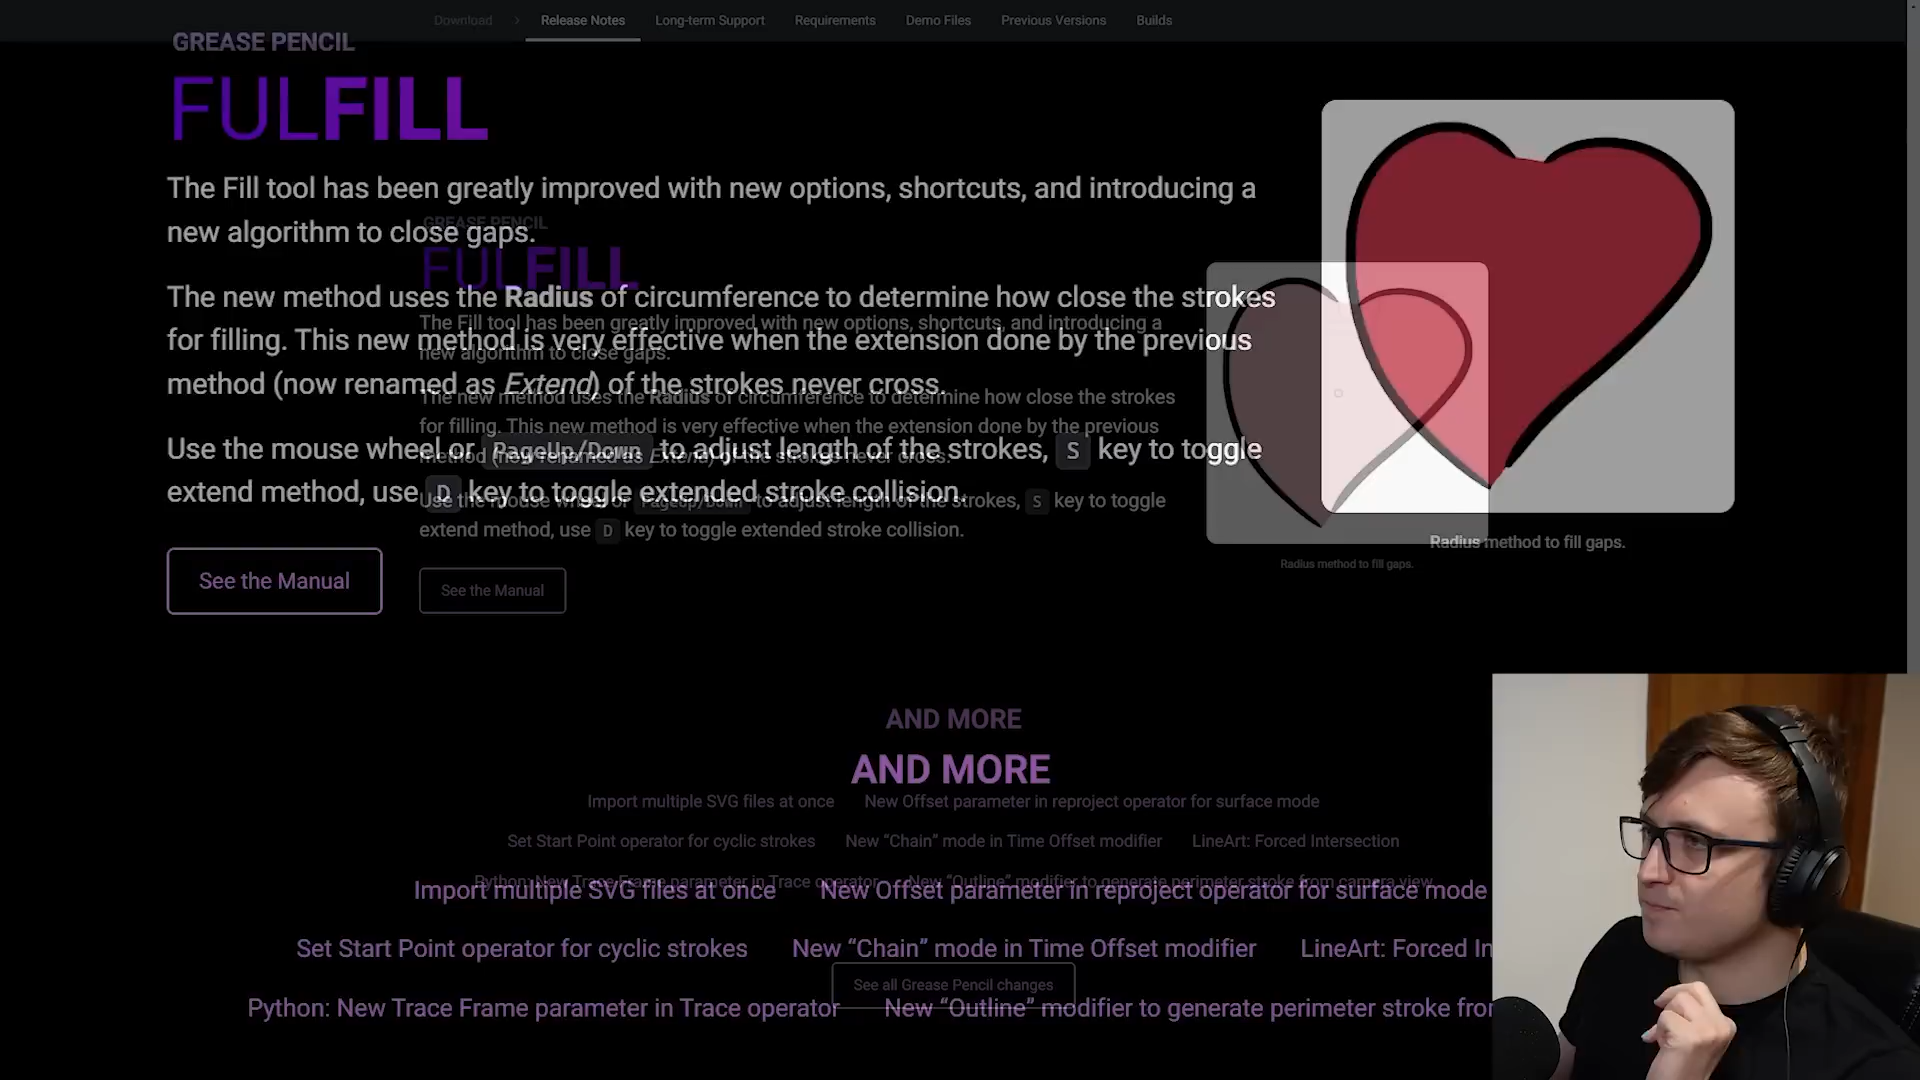 Download > Release Notes Long-term Support Requirements Demo Files Previous Versions Builds
GREASE PENCIL
FULFILL
The Fill tool has been greatly improved with new options, shortcuts, and introducing a
new algorithm to close gaps.
The new method uses the Radius of circumference to determine how close the strokes
for filling. This new method is very effective when the extension done by the previous
method (now renamed as Extend) of the strokes never cross.
Use the mouse wheel or PageUp/Down to adjust length of the strokes, S key to toggle
extend method, use D key to toggle extended stroke collision.
See the Manual
Radius method to fill gaps.
GREASE PENCIL
FULFILL
The Fill tool has been greatly improved with new options, shortcuts, and introducing a
new algorithm to close gaps.
The new method uses the Radius of circumference to determine how close the strokes
for filling. This new method is very effective when the extension done by the previous
method (now renamed as Extend) of the strokes never cross.
Use the mouse wheel or PageUp/Down to adjust length of the strokes, S key to toggle
extend method, use D key to toggle extended stroke collision.
See the Manual
Radius method to fill gaps.
AND MORE
AND MORE
Import multiple SVG files at once New Offset parameter in reproject operator for surface mode
Set Start Point operator for cyclic strokes New “Chain” mode in Time Offset modifier LineArt: Forced Intersection
Python: New Trace Frame parameter in Trace operator New “Outline” modifier to generate perimeter stroke from camera view
Import multiple SVG files at once New Offset parameter in reproject operator for surface mode
Set Start Point operator for cyclic strokes New “Chain” mode in Time Offset modifier LineArt: Forced In
See all Grease Pencil changes
Python: New Trace Frame parameter in Trace operator New “Outline” modifier to generate perimeter stroke fro